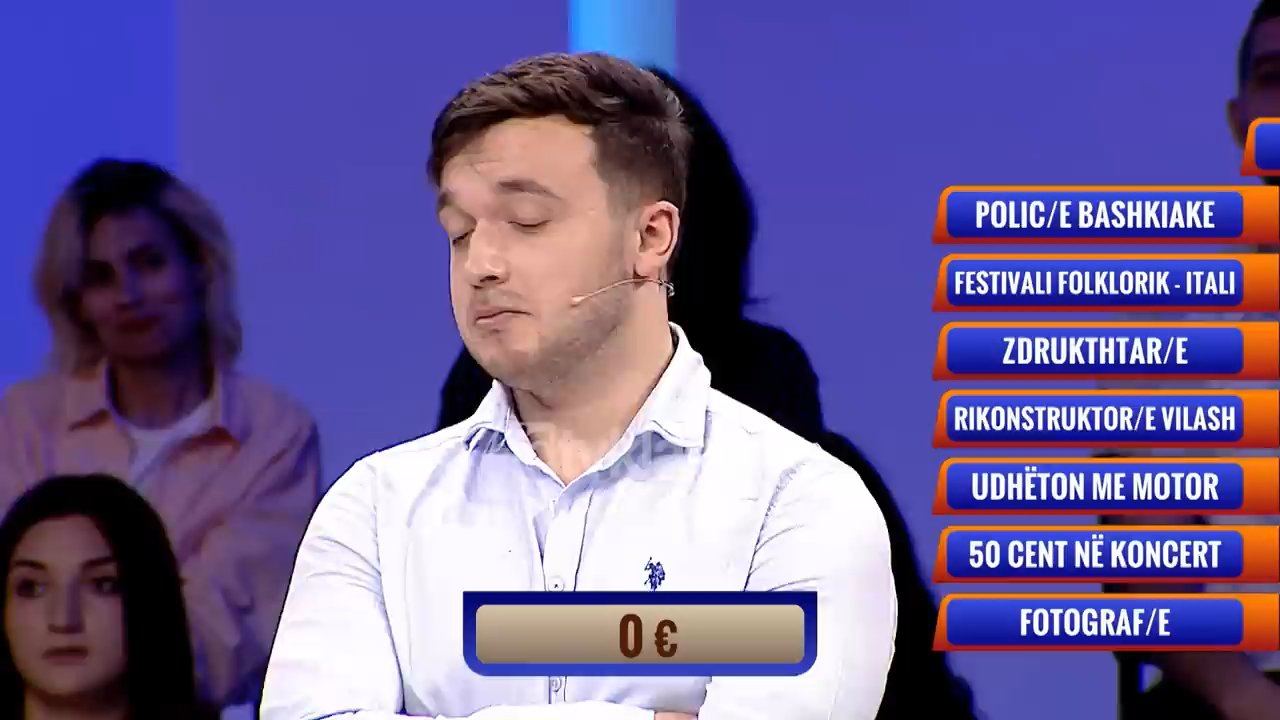 POLIC/E BASHKIAKE
FESTIVALI FOLKLORIK - ITALI
ZDRUKTHTAR/E
RIKONSTRUKTOR/E VILASH
UDHËTON ME MOTOR
50 CENT NË KONCERT
FOTOGRAF/E
0 €